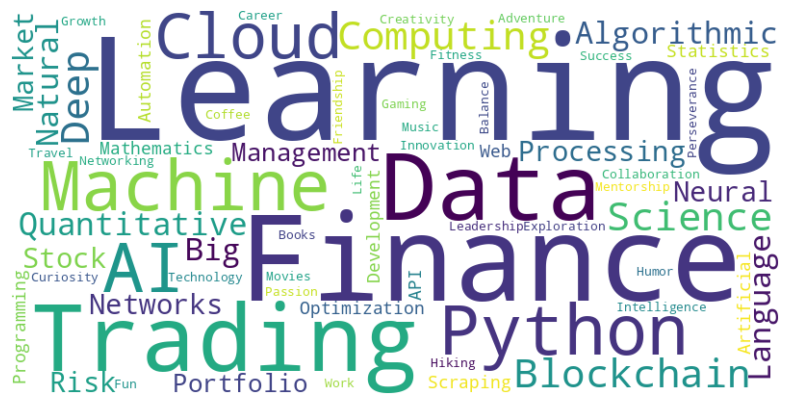 Growth
Career
Creativity
Adventure
Market
Natural
Deep
Automation
Cloud
Computing
Algorithmic
Fitness
Success
Statistics
Learning
Coffee
Friendship
Gaming
Music
Balance
Perseverance
Travel
Mathematics
Networking
Management
Innovation
Web
Processing
Collaboration
Machine
Life
Data
Mentorship
Neural
Quantitative
Development
Science
Stock
AI
Big
Books
Finance
Leadership
Exploration
Language
Curiosity
Technology
Movies
Humor
Programming
Networks
Passion
API
Optimization
Intelligence
Artificial
Trading
Python
Risk
Fun
Portfolio
Work
Hiking
Scraping
Blockchain